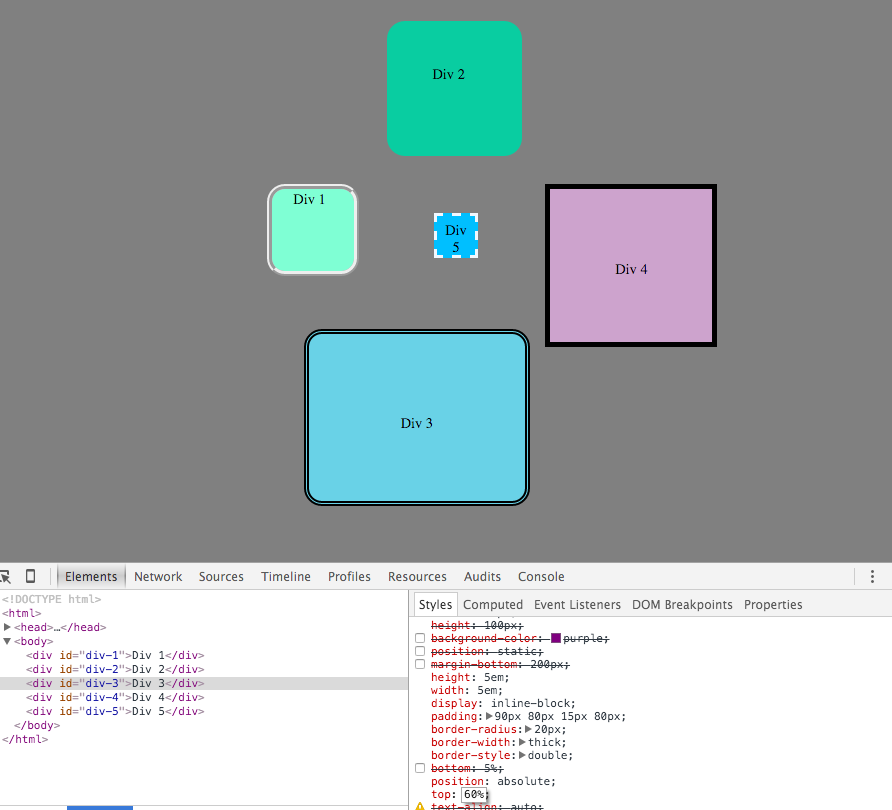 Div 2
Div 1
Div
5
Div 4
Div 3
Elements Network Sources Timeline Profiles Resources Audits Console
<!DOCTYPE html>
<html>
<head>…</head>
<body>
<div id="div-1">Div 1</div>
<div id="div-2">Div 2</div>
<div id="div-3">Div 3</div>
<div id="div-4">Div 4</div>
<div id="div-5">Div 5</div>
</body>
</html>
Styles Computed Event Listeners DOM Breakpoints Properties
height: 100px;
background-color: purple;
position: static;
margin-bottom: 200px;
height: 5em;
width: 5em;
display: inline-block;
padding: 90px 80px 15px 80px;
border-radius: 20px;
border-width: thick;
border-style: double;
bottom: 5%;
position: absolute;
top: 60%;
text-align: auto;